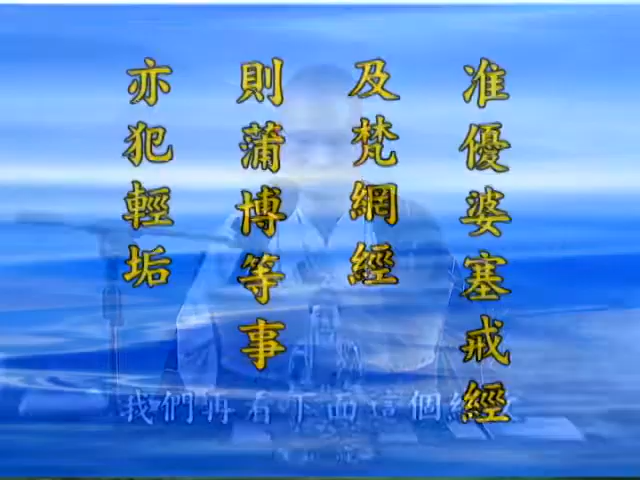 准優婆塞戒經
及梵網經
則蒲博等事
亦犯輕垢
我們再看下面這個經文